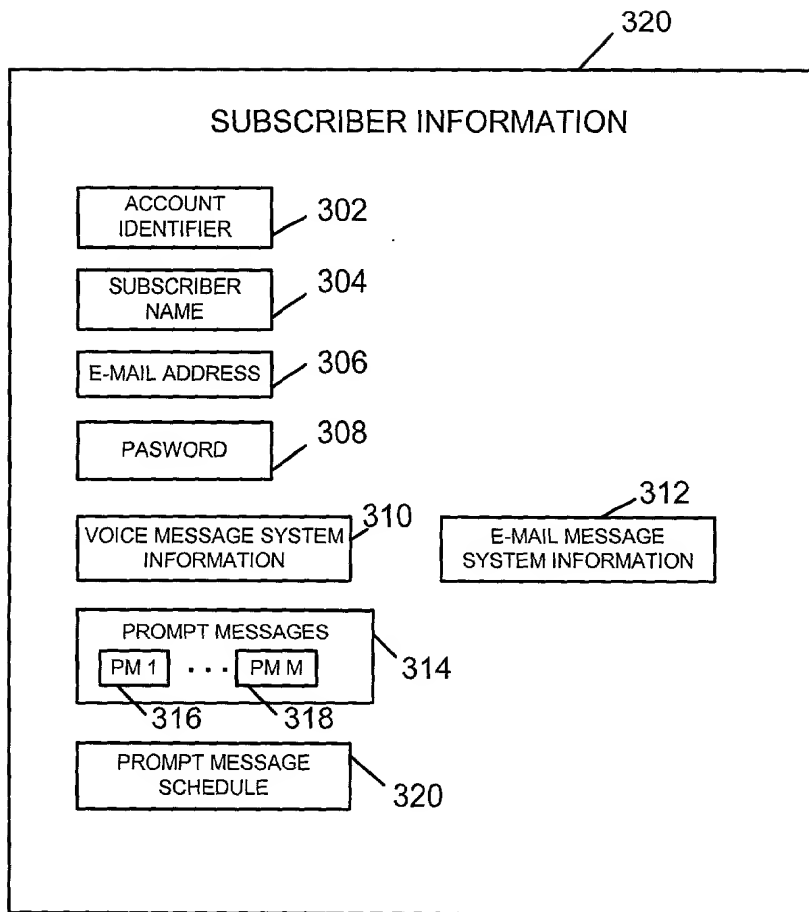 320
SUBSCRIBER INFORMATION
ACCOUNT
IDENTIFIER
302
SUBSCRIBER
NAME
304
E-MAIL ADDRESS
306
PASWORD
308
VOICE MESSAGE SYSTEM
INFORMATION
310
312
E-MAIL MESSAGE
SYSTEM INFORMATION
PROMPT MESSAGES
PM 1 . . . PM M
314
316
318
PROMPT MESSAGE
SCHEDULE
320